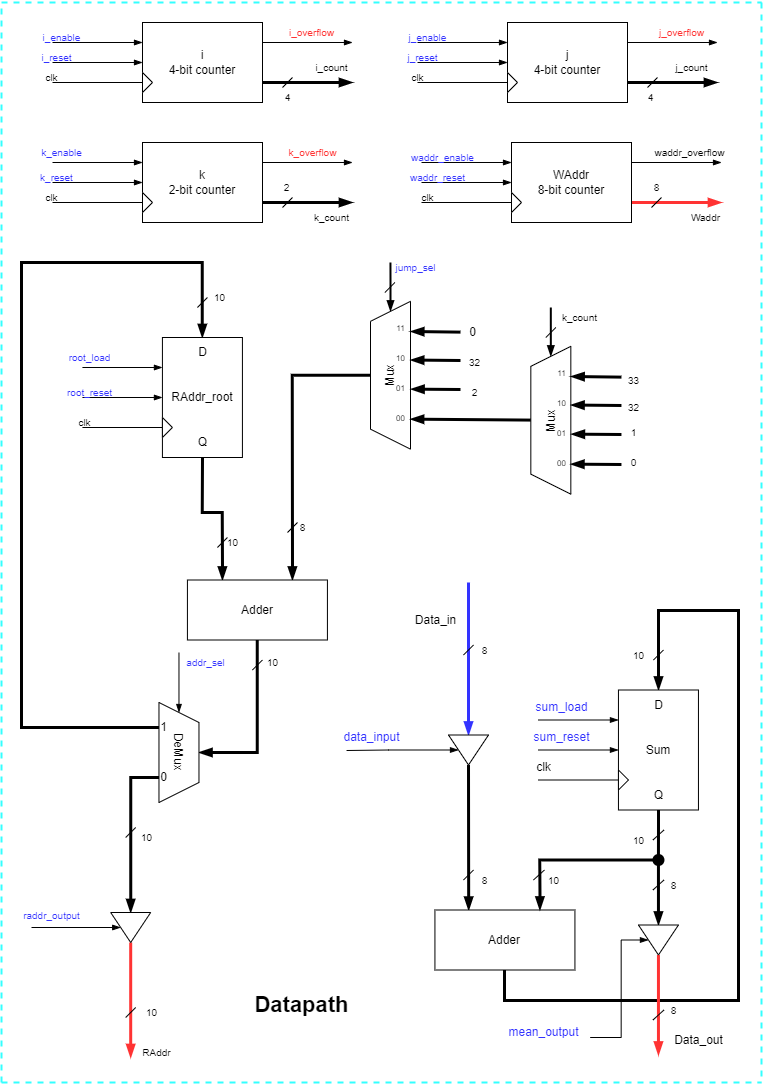 i_enable
i_reset
clk
i
4-bit counter
i_overflow
i_count
4
j_enable
j_reset
clk
j
4-bit counter
j_overflow
j_count
4
k_enable
k_reset
clk
k
2-bit counter
k_overflow
2
k_count
waddr_enable
waddr_reset
clk
WAddr
8-bit counter
waddr_overflow
8
Waddr
10
D
root_load
root_reset
clk
RAddr_root
Q
10
jump_sel
Mux
11
10
01
00
0
32
2
8
k_count
Mux
11
10
01
00
33
32
1
0
Adder
10
addr_sel
DeMux
1
0
10
raddr_output
10
RAddr
Data_in
8
data_input
8
10
D
sum_load
sum_reset
clk
Sum
Q
10
10
8
Adder
mean_output
8
Data_out
Datapath